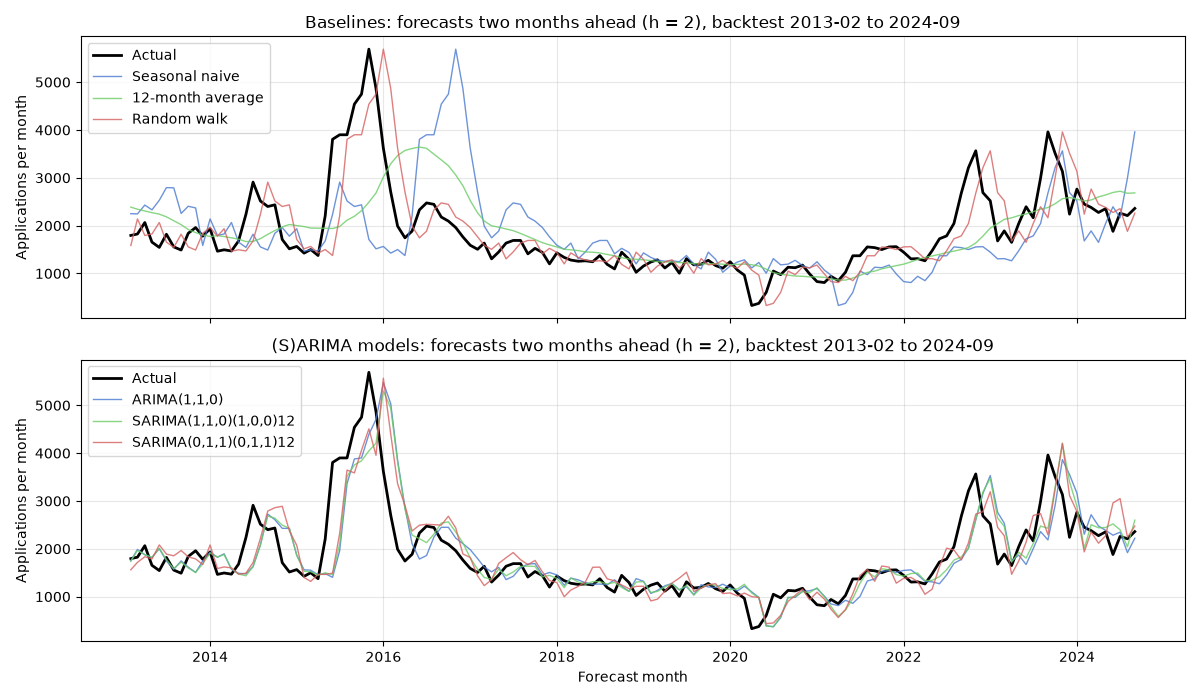 Baselines: forecasts two months ahead (h = 2), backtest 2013-02 to 2024-09
Applications per month
5000
4000
3000
2000
1000
Actual
Seasonal naive
12-month average
Random walk
(S)ARIMA models: forecasts two months ahead (h = 2), backtest 2013-02 to 2024-09
Applications per month
5000
4000
3000
2000
1000
Actual
ARIMA(1,1,0)
SARIMA(1,1,0)(1,0,0)12
SARIMA(0,1,1)(0,1,1)12
2014 2016 2018 2020 2022 2024
Forecast month